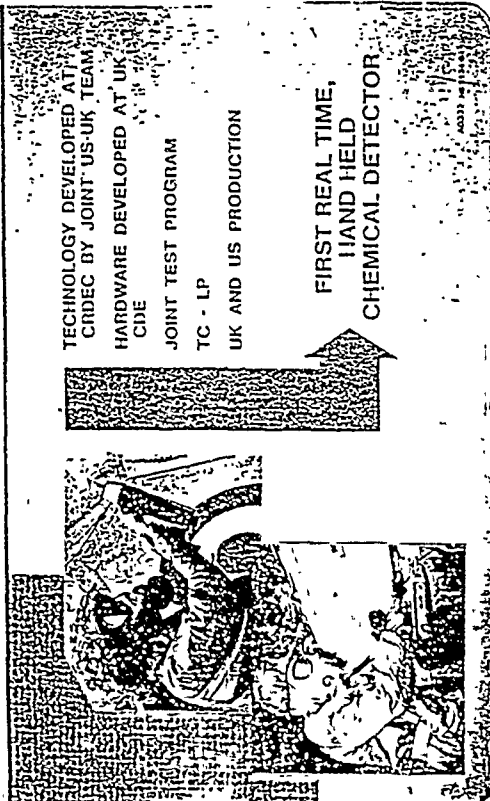 TECHNOLOGY DEVELOPED AT
CRDEC BY JOINT US-UK TEAM
HARDWARE DEVELOPED AT UK
CDE
JOINT TEST PROGRAM
TC - LP
UK AND US PRODUCTION
FIRST REAL TIME,
HAND HELD
CHEMICAL DETECTOR